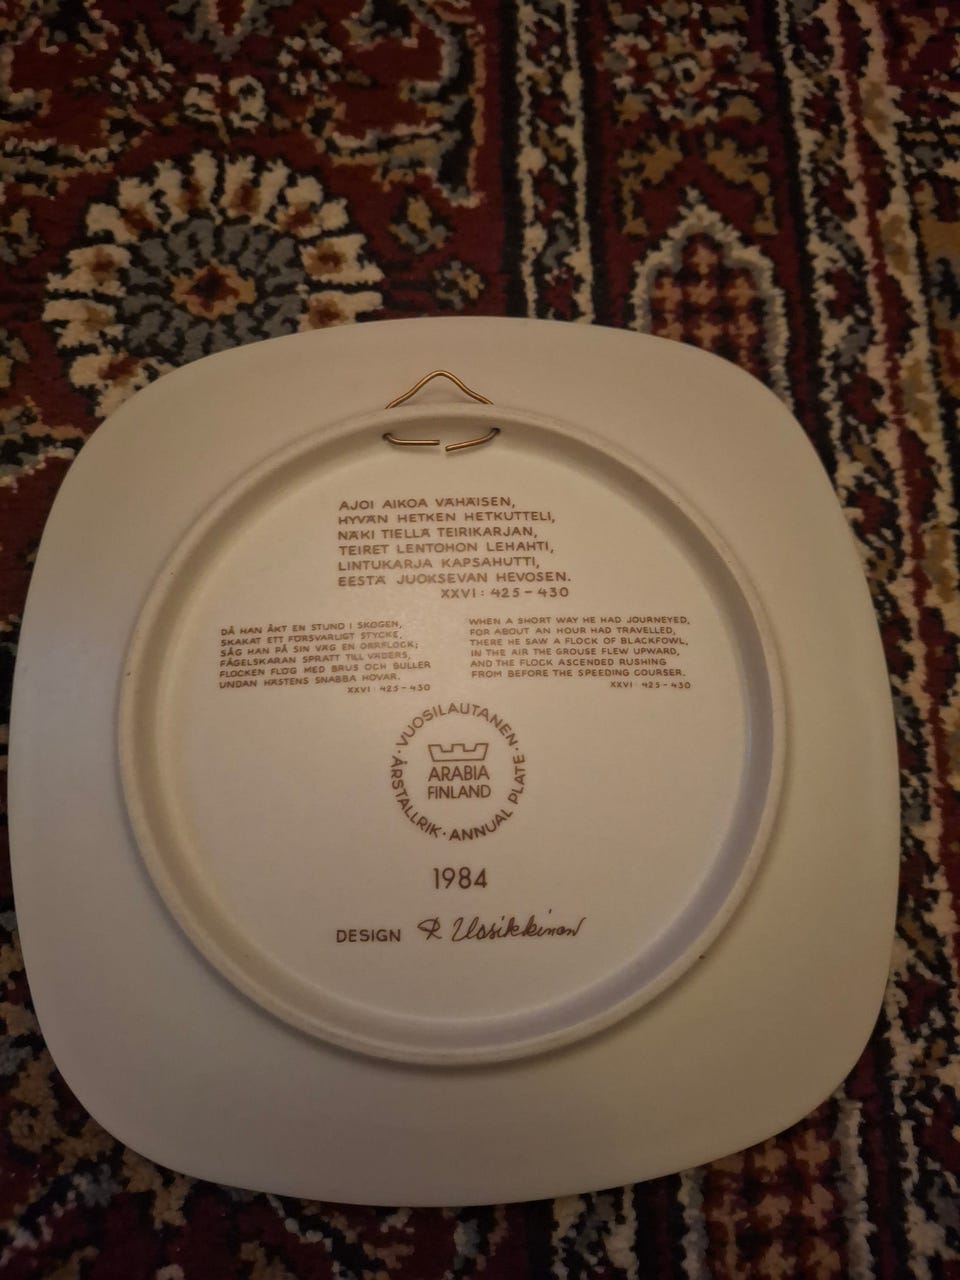 AJOI AIKOA VÄHÄISEN,
HYVÄN HETKEN HETKUTTELI,
NÄKI TIELLÄ TEIRIKARJAN,
TEIRET LENTOHON LEHAHTI,
LINTUKARJA KAPSAHUTTI,
EESTÄ JUOKSEVAN HEVOSEN.
XXVI : 425 – 430
DÅ HAN ÅKT EN STUND I SKOGEN,
SKAKAT ETT FÖRSVARLIGT STYCKE,
SÅG HAN PÅ SIN VÄG EN ORRFLOCK;
FÅGELSKARAN SPRATT TILL VÄDERS,
FLOCKEN FLÖG MED BRUS OCH BULLER
UNDAN HÄSTENS SNABBA HOVAR.
XXVI : 425 – 430
WHEN A SHORT WAY HE HAD JOURNEYED,
FOR ABOUT AN HOUR HAD TRAVELLED,
THERE HE SAW A FLOCK OF BLACKFOWL,
IN THE AIR THE GROUSE FLEW UPWARD,
AND THE FLOCK ASCENDED RUSHING
FROM BEFORE THE SPEEDING COURSER.
XXVI : 425 – 430
· VUOSILAUTANEN · ANNUAL PLATE · ÅRSTALLRIK
ARABIA
FINLAND
1984
DESIGN R Uosikkinen